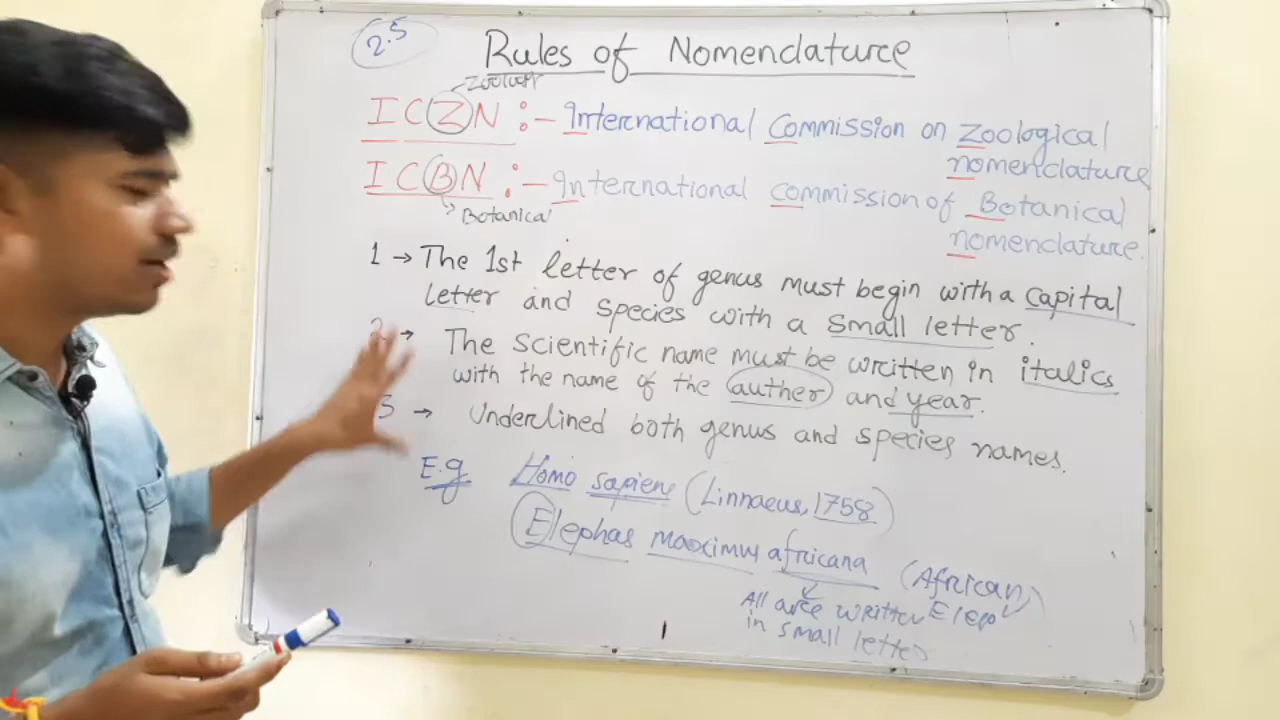 2.5
Rules of Nomenclature
Zoology
ICZN :- International Commission on Zoological
nomenclature
ICBN :- International commission of Botanical
nomenclature.
Botanical
1 → The 1st letter of genus must begin with a capital
letter and species with a small letter.
2 → The scientific name must be written in italics
with the name of the auther and year.
3 → Underlined both genus and species names.
E.g Homo sapiens (Linnaeus, 1758)
Elephas maximus africana (African)
All are written
in small letter